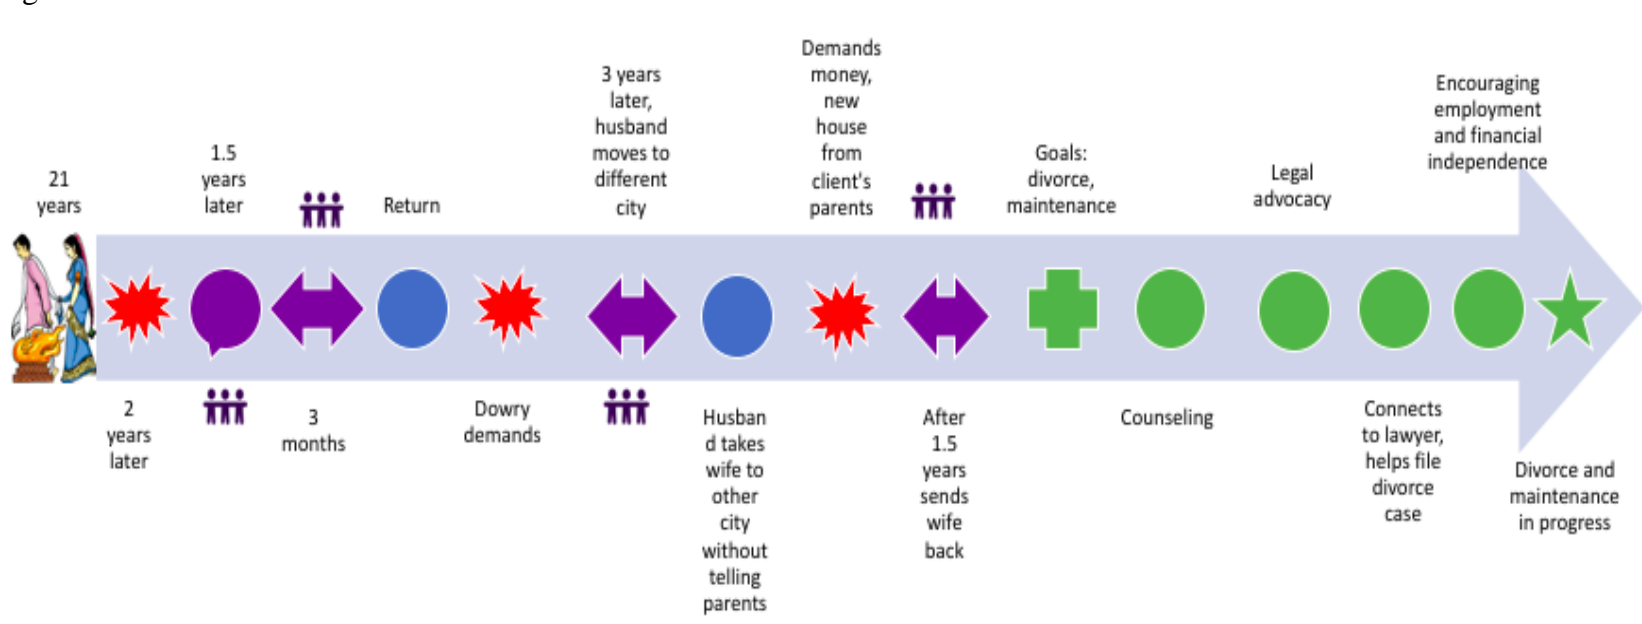 21
years
2
years
later
1.5
years
later
3
months
Return
Dowry
demands
3 years
later,
husband
moves to
different
city
Husban
d takes
wife to
other
city
without
telling
parents
Demands
money,
new
house
from
client's
parents
After
1.5
years
sends
wife
back
Goals:
divorce,
maintenance
Counseling
Legal
advocacy
Connects
to lawyer,
helps file
divorce
case
Encouraging
employment
and financial
independence
Divorce and
maintenance
in progress